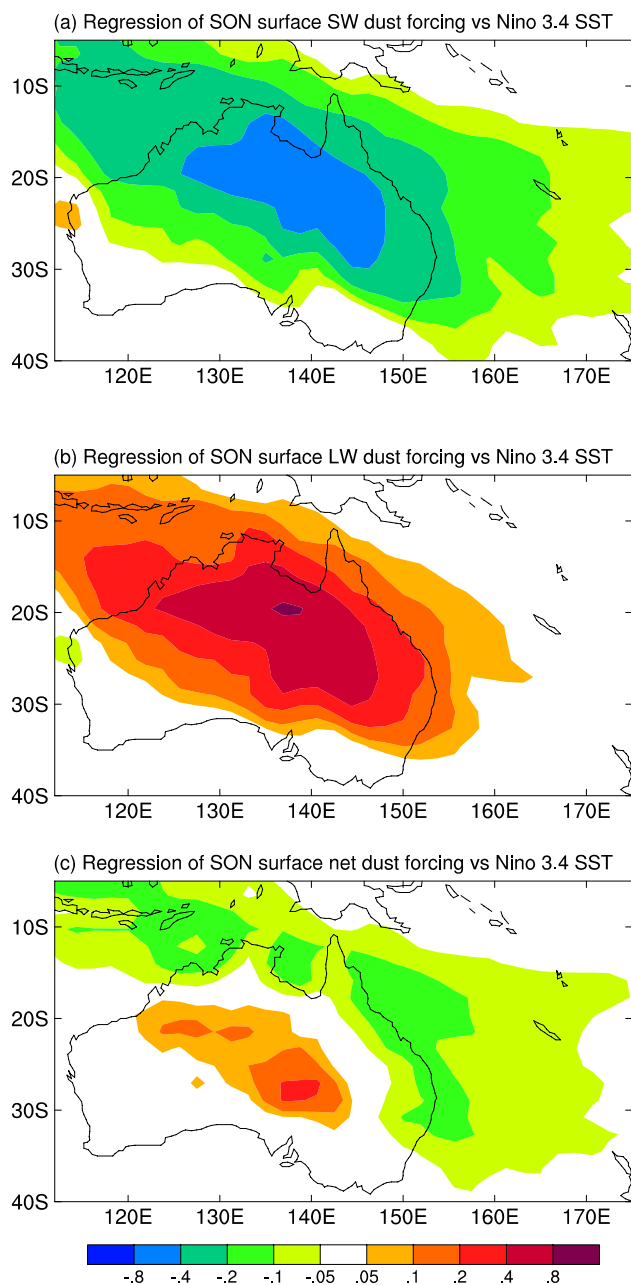 (a) Regression of SON surface SW dust forcing vs Nino 3.4 SST
10S
20S
30S
40S
120E 130E 140E 150E 160E 170E
(b) Regression of SON surface LW dust forcing vs Nino 3.4 SST
10S
20S
30S
40S
120E 130E 140E 150E 160E 170E
(c) Regression of SON surface net dust forcing vs Nino 3.4 SST
10S
20S
30S
40S
120E 130E 140E 150E 160E 170E
-.8 -.4 -.2 -.1 -.05 .05 .1 .2 .4 .8